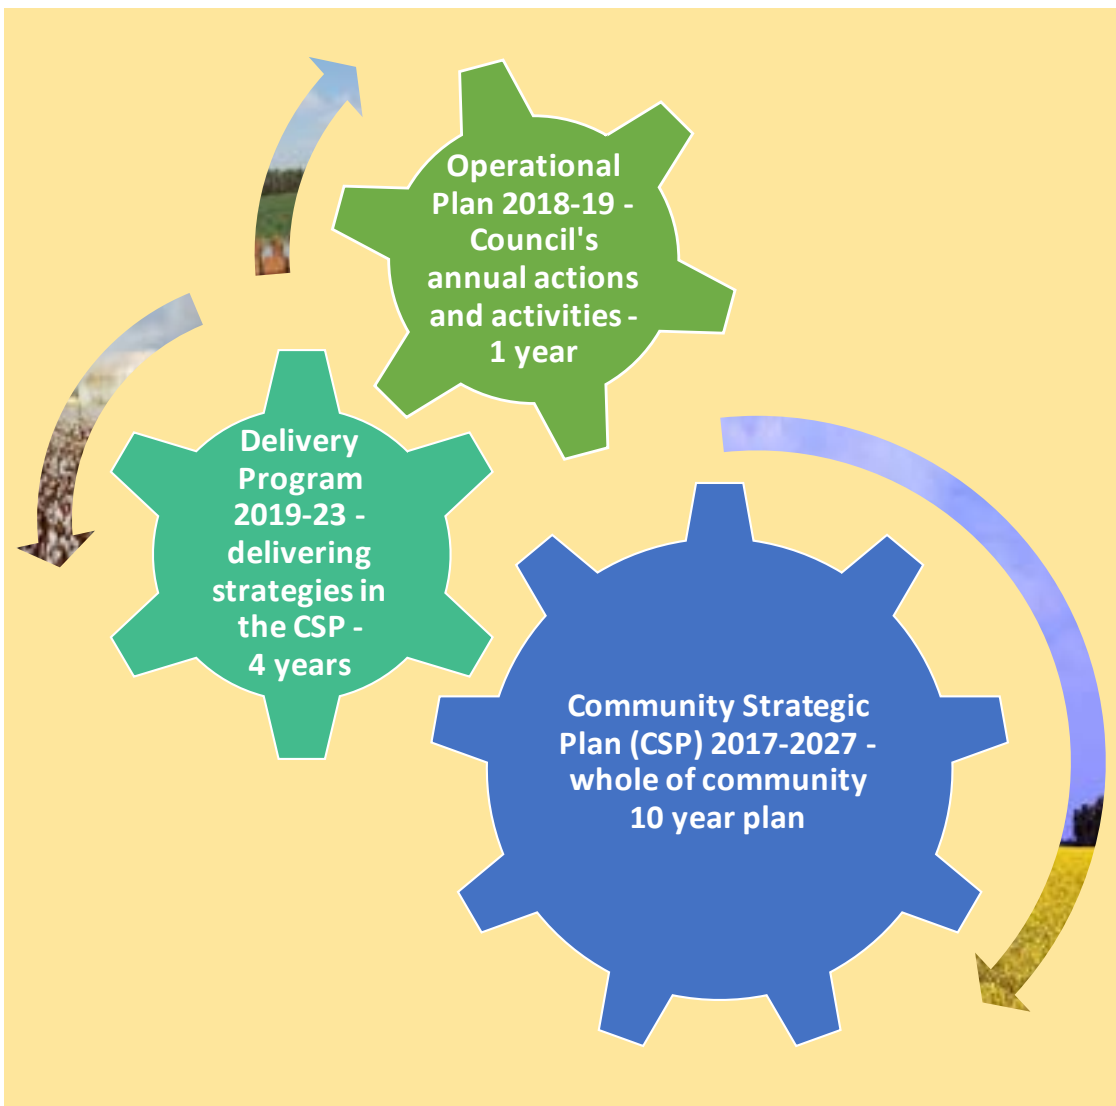 Operational
Plan 2018-19 -
Council's
annual actions
and activities -
1 year
Delivery
Program
2019-23 -
delivering
strategies in
the CSP -
4 years
Community Strategic
Plan (CSP) 2017-2027 -
whole of community
10 year plan